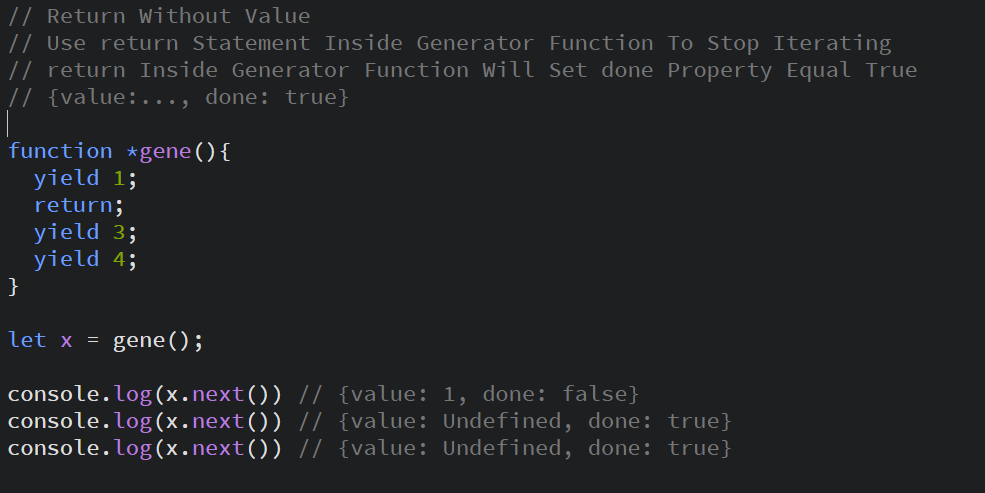 // Return Without Value
// Use return Statement Inside Generator Function To Stop Iterating
// return Inside Generator Function Will Set done Property Equal True
// {value:..., done: true}
function *gene(){
  yield 1;
  return;
  yield 3;
  yield 4;
}
let x = gene();
console.log(x.next()) // {value: 1, done: false}
console.log(x.next()) // {value: Undefined, done: true}
console.log(x.next()) // {value: Undefined, done: true}